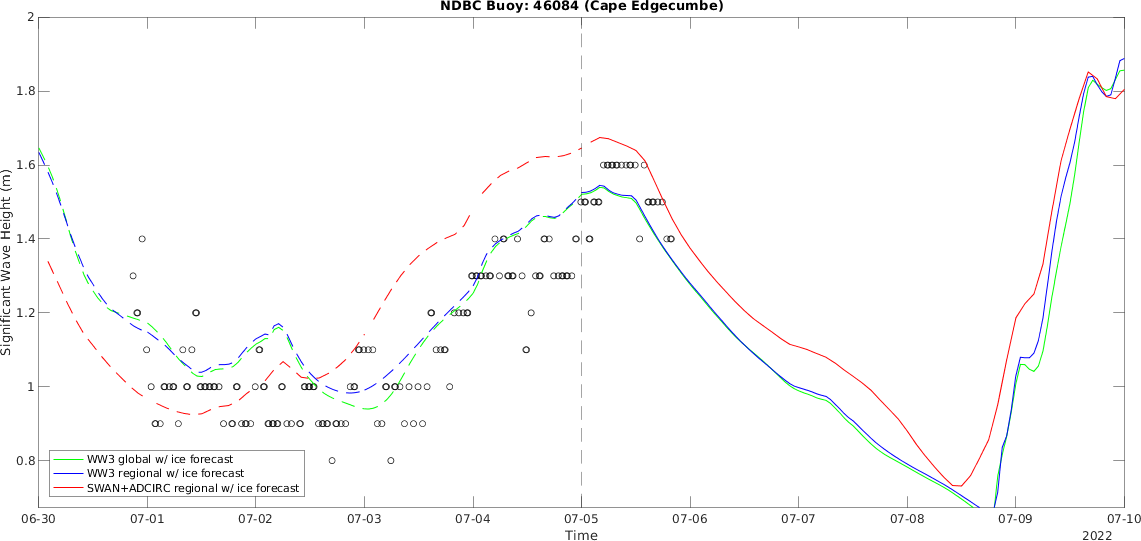 NDBC Buoy: 46084 (Cape Edgecumbe)
2
1.8
1.6
1.4
1.2
1
0.8
Significant Wave Height (m)
WW3 global w/ ice forecast
WW3 regional w/ ice forecast
SWAN+ADCIRC regional w/ ice forecast
06-30 07-01 07-02 07-03 07-04 07-05 07-06 07-07 07-08 07-09 07-10
Time
2022